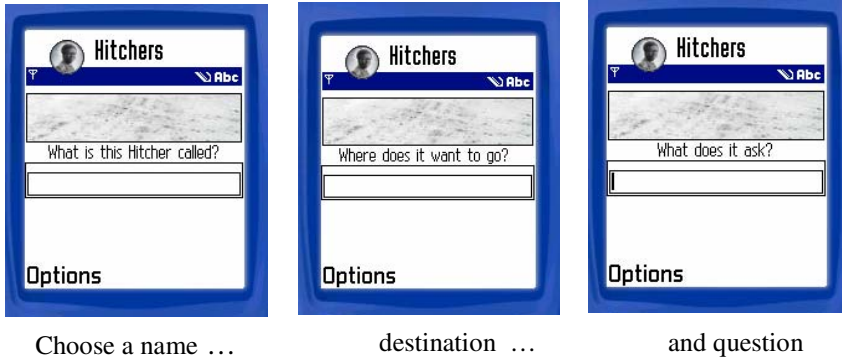 Hitchers
Abc
What is this Hitcher called?
Options
Choose a name …
Hitchers
Abc
Where does it want to go?
Options
destination …
Hitchers
Abc
What does it ask?
Options
and question